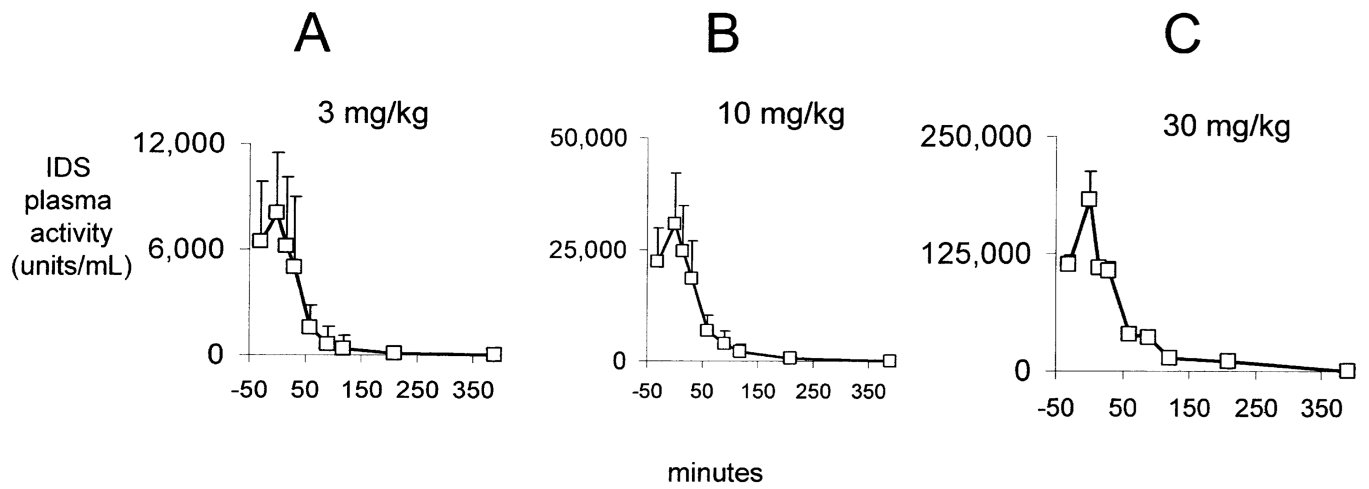 A
B
C
3 mg/kg
10 mg/kg
30 mg/kg
IDS
plasma
activity
(units/mL)
12,000
6,000
0
-50 50 150 250 350
50,000
25,000
0
-50 50 150 250 350
250,000
125,000
0
-50 50 150 250 350
minutes